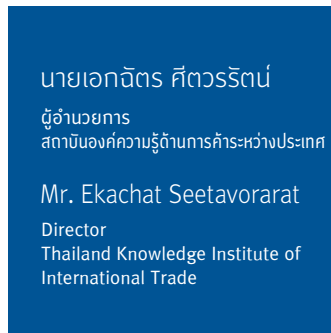 นายเอกฉัตร ศีตวรรัตน์
ผู้อำนวยการ
สถาบันองค์ความรู้ด้านการค้าระหว่างประเทศ
Mr. Ekachat Seetavorarat
Director
Thailand Knowledge Institute of
International Trade